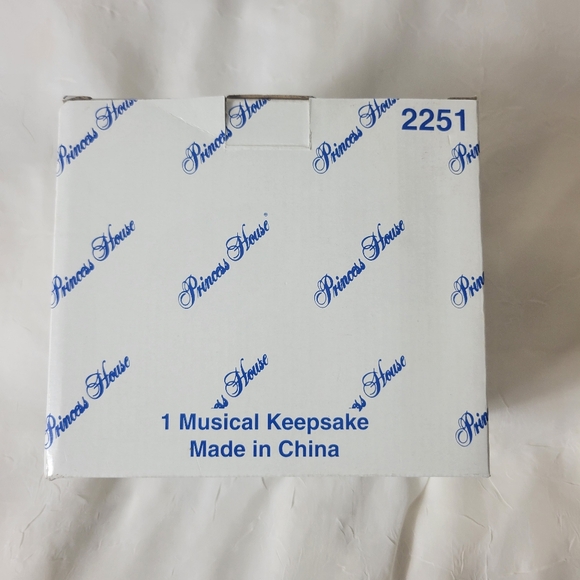 Princess House Princess House Princess House 2251
Princess House Princess House Princess House Princess
Princess House
1 Musical Keepsake
Made in China